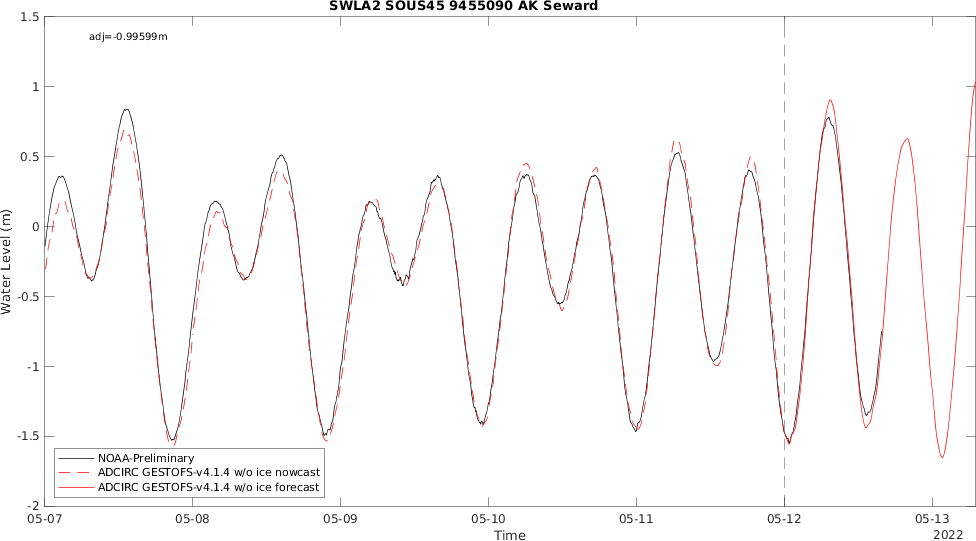 SWLA2 SOUS45 9455090 AK Seward
adj=-0.99599m
1.5
1
0.5
0
-0.5
-1
-1.5
-2
Water Level (m)
NOAA-Preliminary
ADCIRC GESTOFS-v4.1.4 w/o ice nowcast
ADCIRC GESTOFS-v4.1.4 w/o ice forecast
05-07 05-08 05-09 05-10 05-11 05-12 05-13
Time
2022